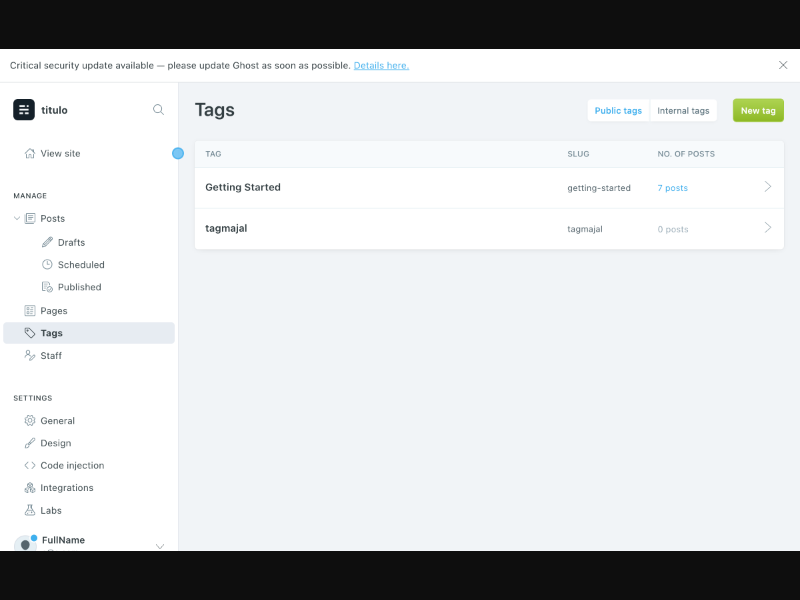 Critical security update available — please update Ghost as soon as possible. Details here.
titulo
View site
MANAGE
Posts
Drafts
Scheduled
Published
Pages
Tags
Staff
SETTINGS
General
Design
Code injection
Integrations
Labs
FullName
Tags
Public tags
Internal tags
New tag
TAG SLUG NO. OF POSTS
Getting Started getting-started 7 posts
tagmajal tagmajal 0 posts